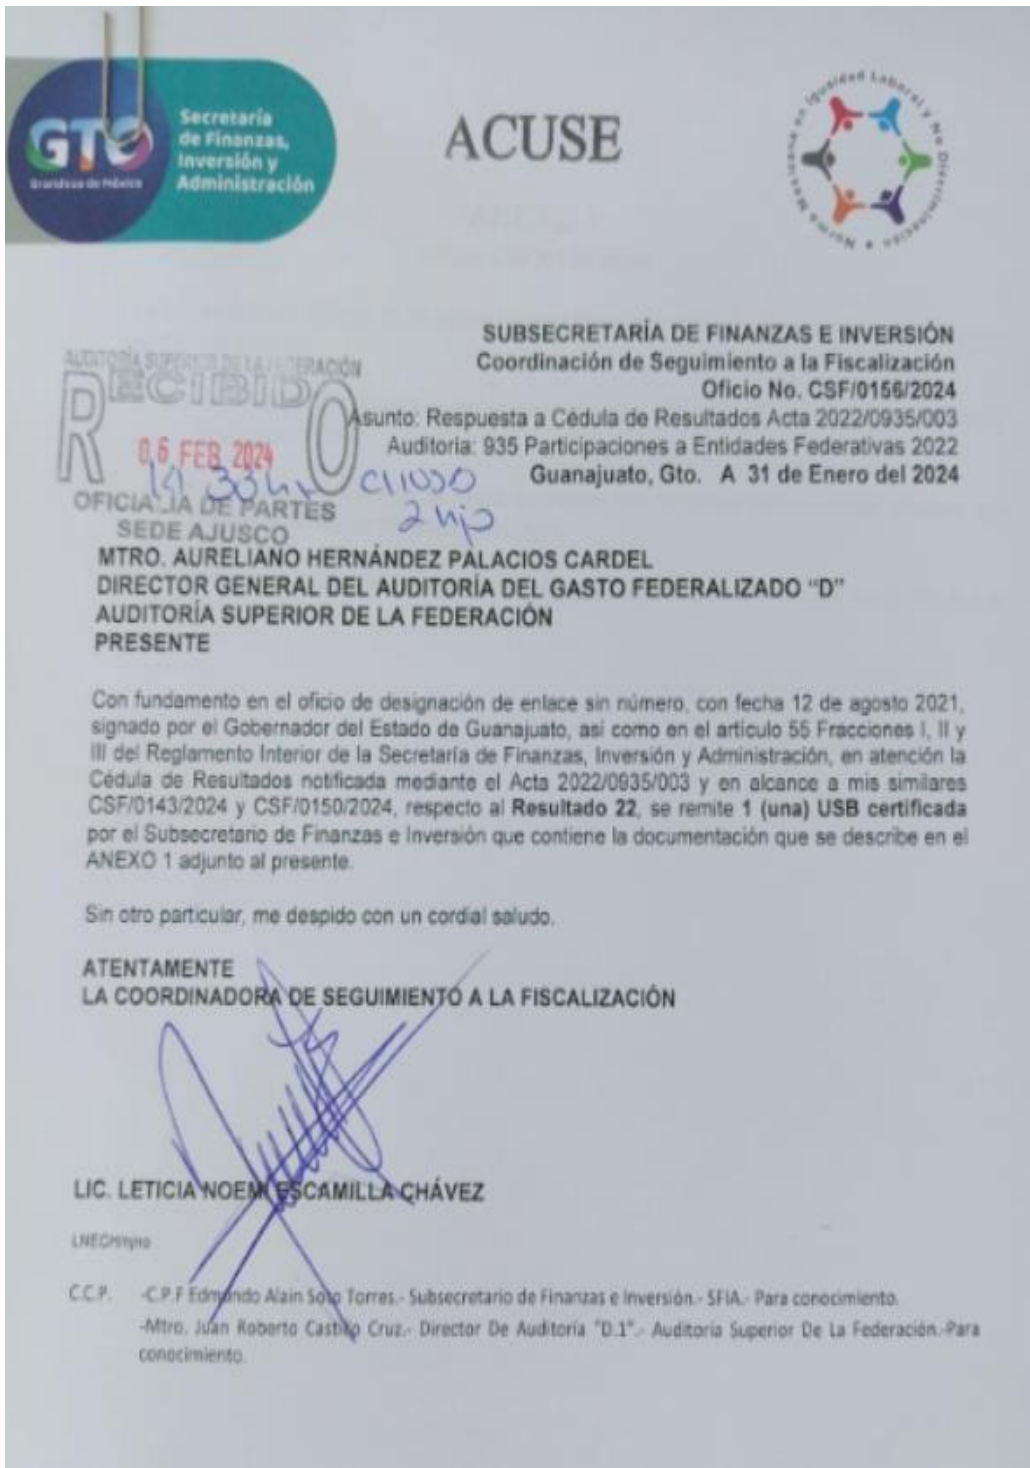 GTO
Grandeza de México
Secretaría
de Finanzas,
Inversión y
Administración
ACUSE
Norma Mexicana en Igualdad Laboral y No Discriminación
SUBSECRETARÍA DE FINANZAS E INVERSIÓN
Coordinación de Seguimiento a la Fiscalización
Oficio No. CSF/0156/2024
Asunto: Respuesta a Cédula de Resultados Acta 2022/0935/003
Auditoria: 935 Participaciones a Entidades Federativas 2022
Guanajuato, Gto. A 31 de Enero del 2024
AUDITORÍA SUPERIOR DE LA FEDERACIÓN
RECIBIDO
06 FEB 2024
OFICIALIA DE PARTES
SEDE AJUSCO
MTRO. AURELIANO HERNÁNDEZ PALACIOS CARDEL
DIRECTOR GENERAL DEL AUDITORÍA DEL GASTO FEDERALIZADO “D”
AUDITORÍA SUPERIOR DE LA FEDERACIÓN
PRESENTE
Con fundamento en el oficio de designación de enlace sin número, con fecha 12 de agosto 2021,
signado por el Gobernador del Estado de Guanajuato, así como en el artículo 55 Fracciones I, II y
III del Reglamento Interior de la Secretaría de Finanzas, Inversión y Administración, en atención la
Cédula de Resultados notificada mediante el Acta 2022/0935/003 y en alcance a mis similares
CSF/0143/2024 y CSF/0150/2024, respecto al Resultado 22, se remite 1 (una) USB certificada
por el Subsecretario de Finanzas e Inversión que contiene la documentación que se describe en el
ANEXO 1 adjunto al presente.
Sin otro particular, me despido con un cordial saludo.
ATENTAMENTE
LA COORDINADORA DE SEGUIMIENTO A LA FISCALIZACIÓN
LIC. LETICIA NOEMI ESCAMILLA CHÁVEZ
C.C.P. -C.P.F Edmundo Alain Soto Torres.- Subsecretario de Finanzas e Inversión.- SFIA.- Para conocimiento.
-Mtro. Juan Roberto Castillo Cruz.- Director De Auditoría "D.1".- Auditoria Superior De La Federación.-Para
conocimiento.